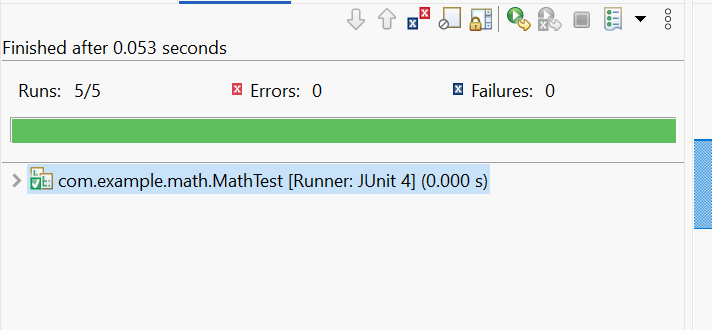 Finished after 0.053 seconds
Runs: 5/5 Errors: 0 Failures: 0
com.example.math.MathTest [Runner: JUnit 4] (0.000 s)